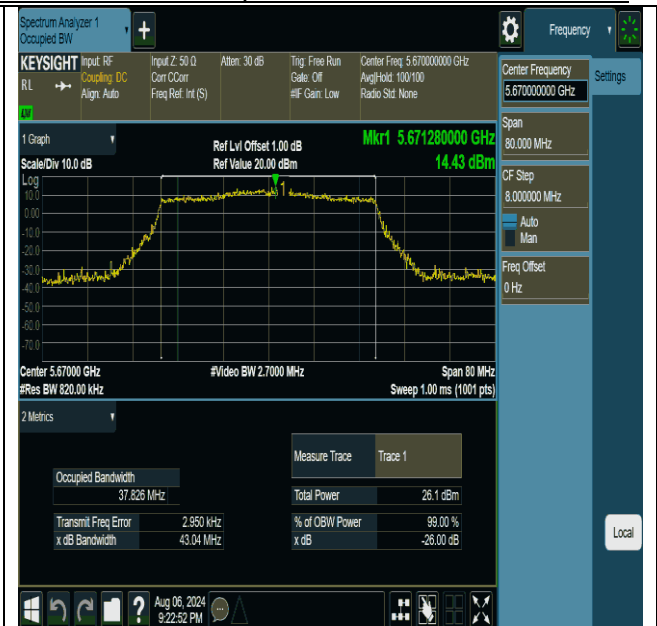 Spectrum Analyzer 1
Occupied BW
+
Frequency
KEYSIGHT
RL
Input: RF
Coupling: DC
Align: Auto
Input Z: 50 Ω
Corr CCorr
Freq Ref: Int (S)
Atten: 30 dB
Trig: Free Run
Gate: Off
#IF Gain: Low
Center Freq: 5.670000000 GHz
Avg|Hold: 100/100
Radio Std: None
Center Frequency
5.670000000 GHz
Settings
Span
80.000 MHz
CF Step
8.000000 MHz
Auto
Man
Freq Offset
0 Hz
1 Graph
Scale/Div 10.0 dB
Ref Lvl Offset 1.00 dB
Ref Value 20.00 dBm
Mkr1 5.671280000 GHz
14.43 dBm
Log
10.0
0.00
-10.0
-20.0
-30.0
-40.0
-50.0
-60.0
-70.0
1
Center 5.67000 GHz
#Res BW 820.00 kHz
#Video BW 2.7000 MHz
Span 80 MHz
Sweep 1.00 ms (1001 pts)
2 Metrics
Measure Trace Trace 1
Occupied Bandwidth
37.826 MHz
Total Power 26.1 dBm
Transmit Freq Error 2.950 kHz
% of OBW Power 99.00 %
x dB Bandwidth 43.04 MHz
x dB -26.00 dB
Local
?
Aug 06, 2024
9:22:52 PM